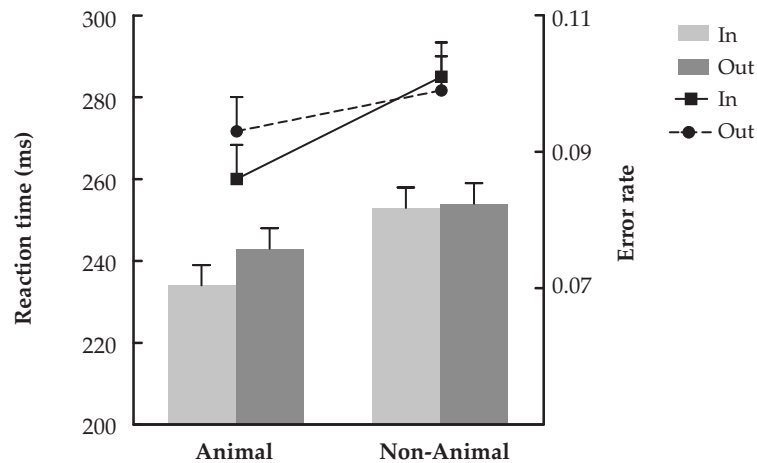 300
280
260
240
220
200
Reaction time (ms)
0.11
0.09
0.07
Error rate
Animal
Non-Animal
In
Out
In
Out